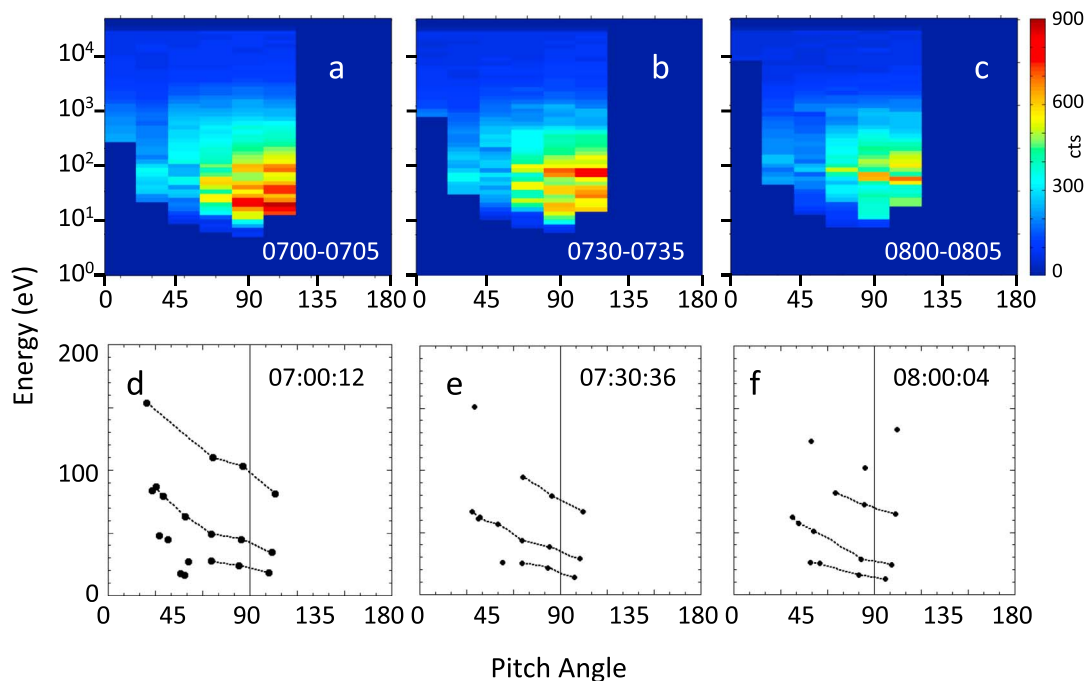 a
b
c
10⁴
10³
10²
10¹
10⁰
0700-0705
0730-0735
0800-0805
0 45 90 135 180
0 45 90 135 180
0 45 90 135 180
900
600
300
0
cts
Energy (eV)
200
100
0
d
07:00:12
e
07:30:36
f
08:00:04
0 45 90 135 180
0 45 90 135 180
0 45 90 135 180
Pitch Angle